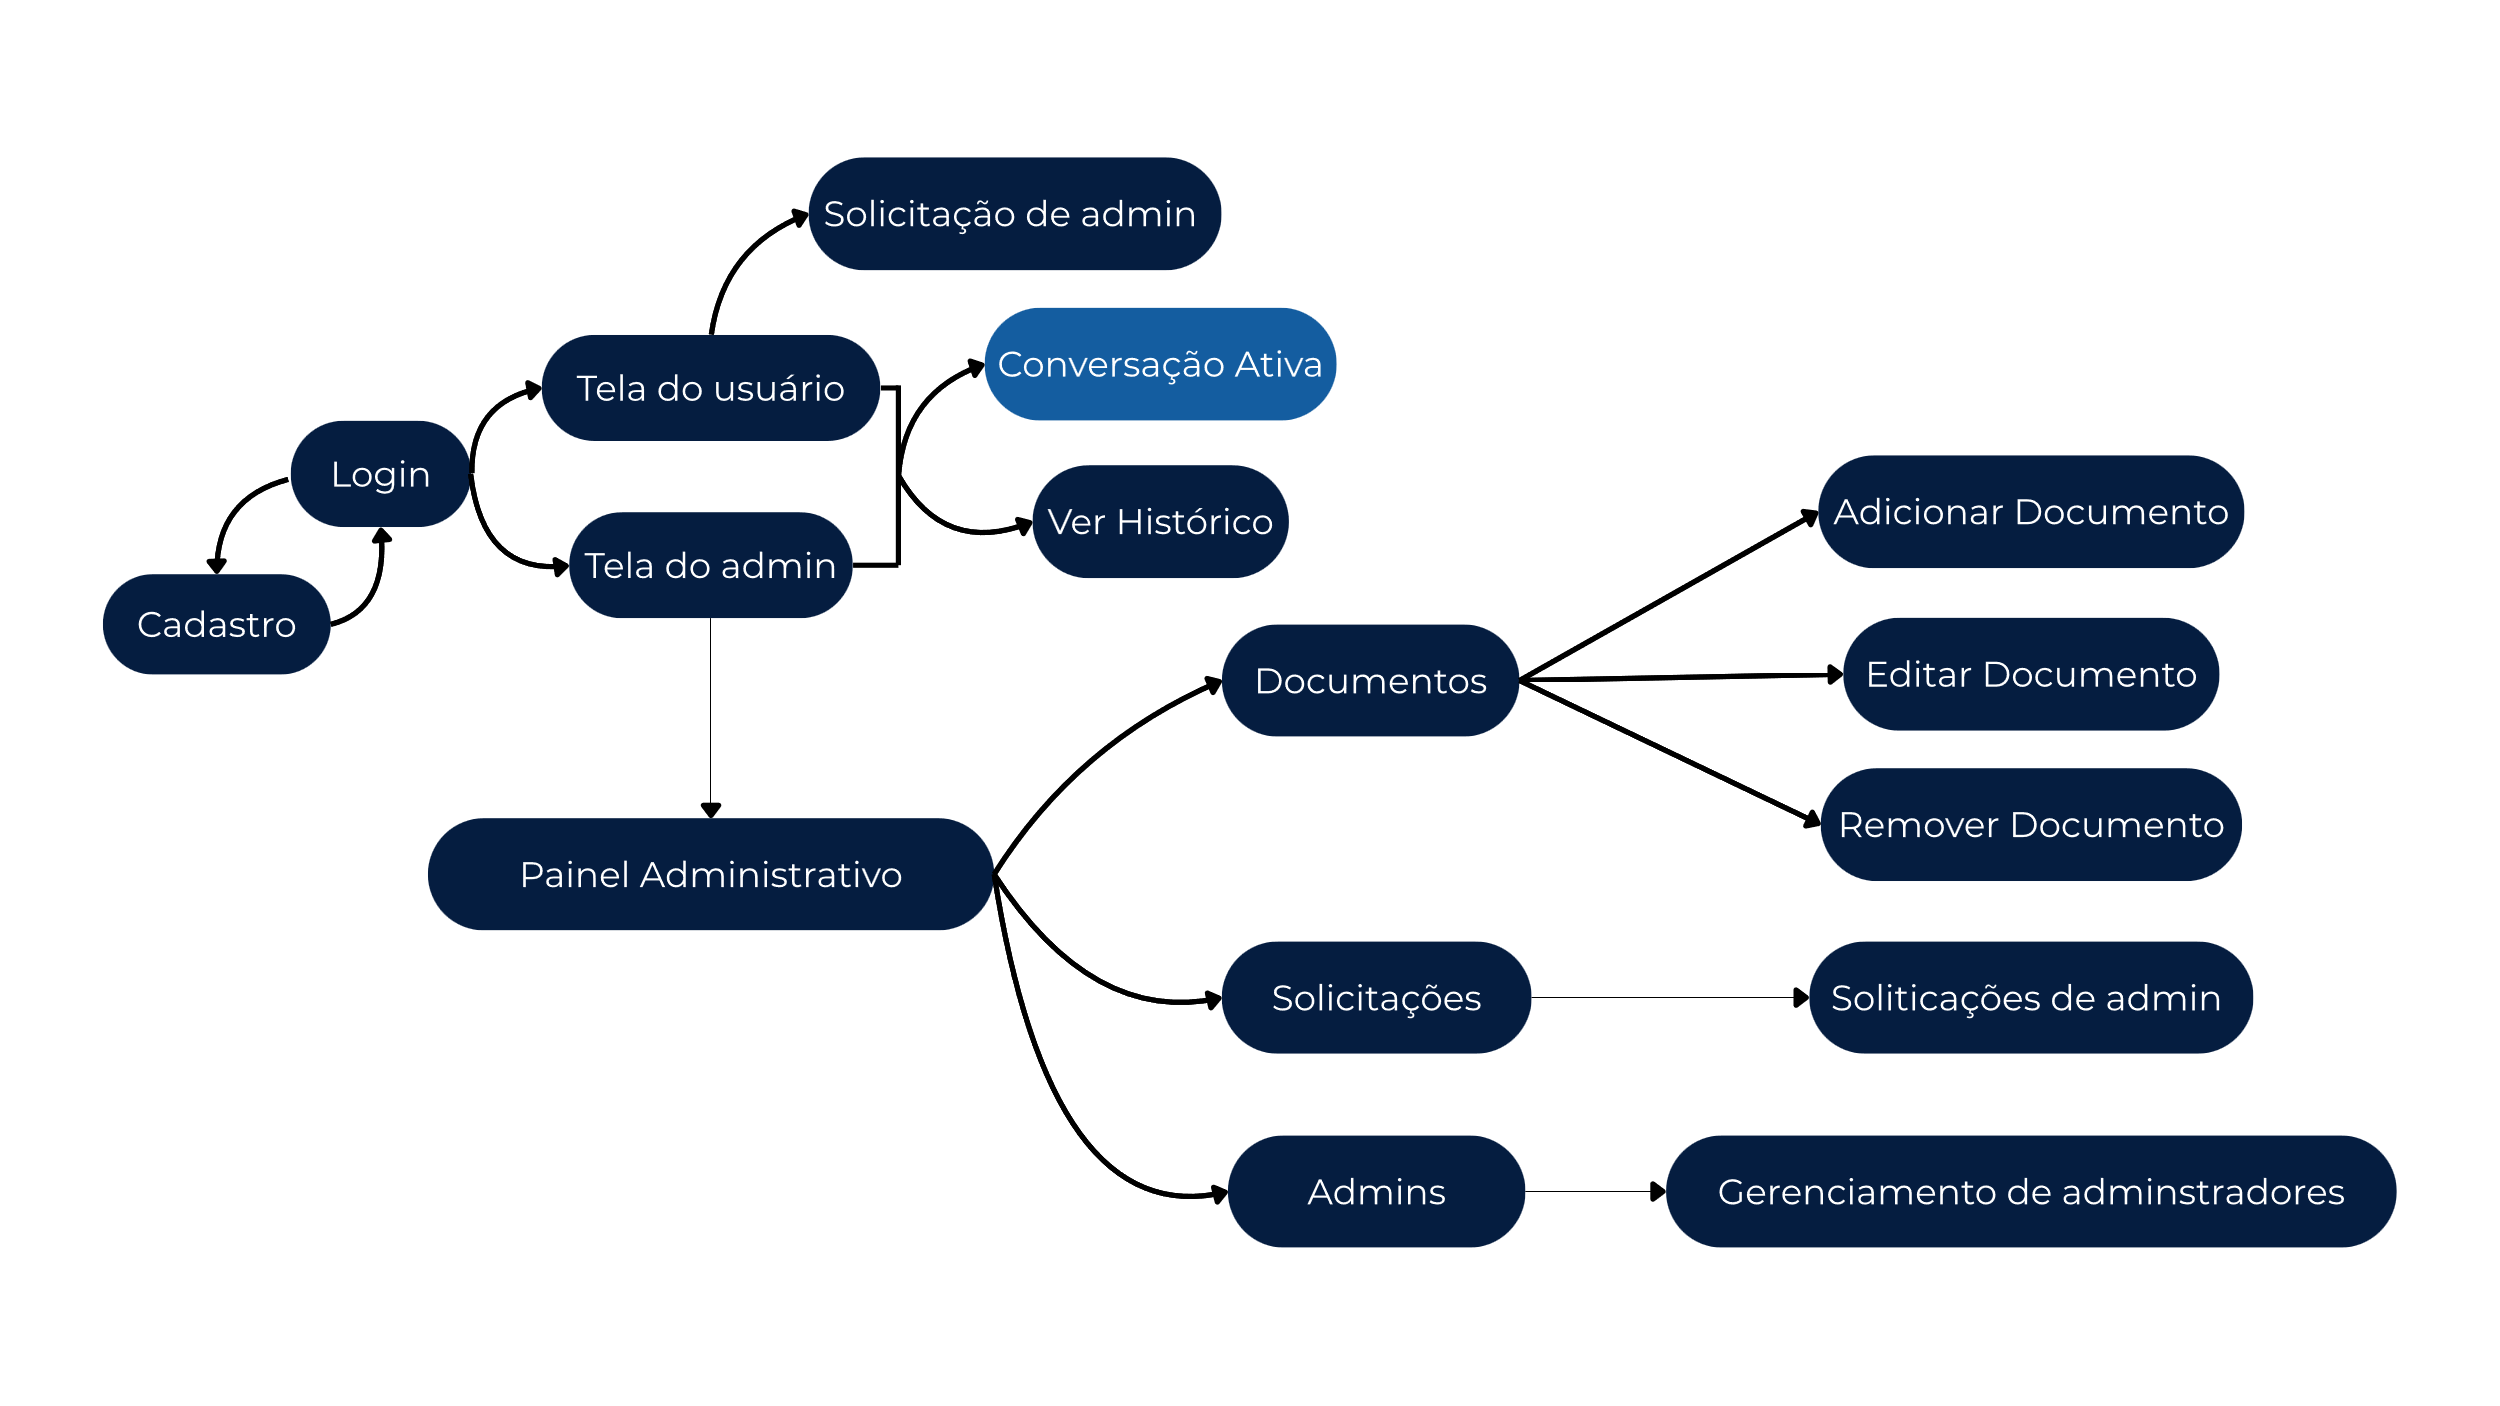 Solicitação de admin
Conversação Ativa
Tela do usuário
Login
Ver Histórico
Tela do admin
Cadastro
Adicionar Documento
Documentos
Editar Documento
Remover Documento
Painel Administrativo
Solicitações
Soliticações de admin
Admins
Gerenciamento de adminstradores